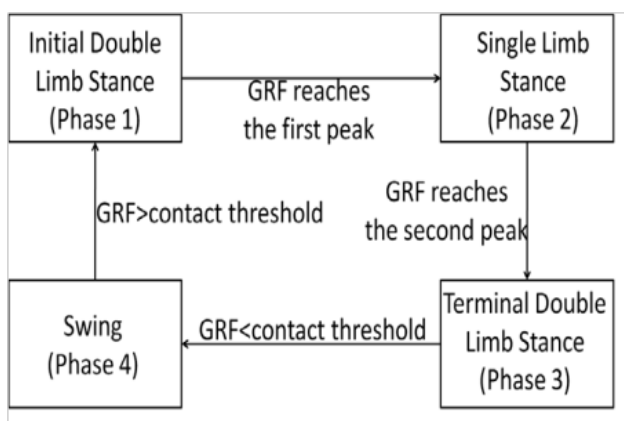 Initial Double
Limb Stance
(Phase 1)
GRF reaches
the first peak
Single Limb
Stance
(Phase 2)
GRF reaches
the second peak
Terminal Double
Limb Stance
(Phase 3)
GRF<contact threshold
Swing
(Phase 4)
GRF>contact threshold